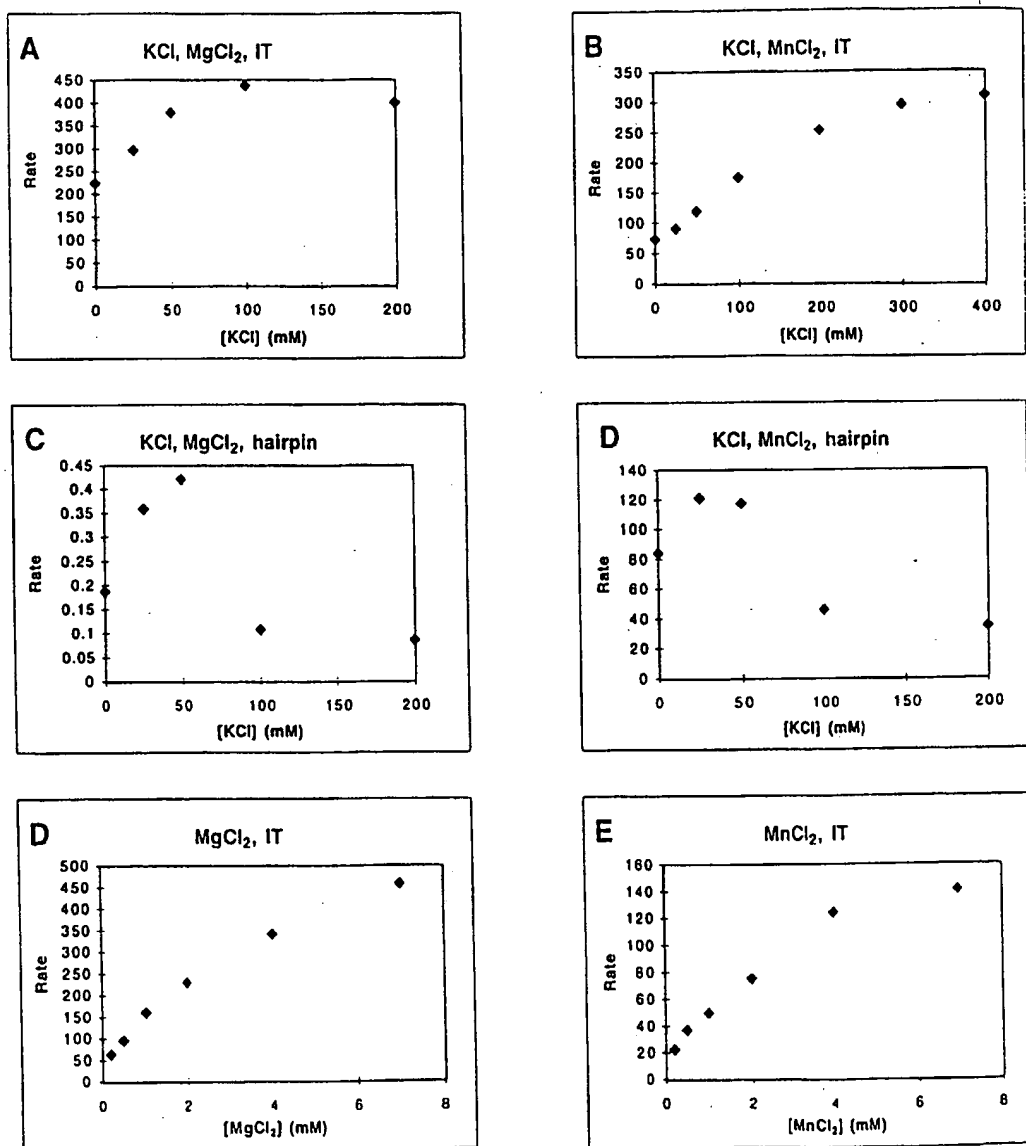 A
KCl, MgCl₂, IT
450
400
350
300
250
200
150
100
50
0
Rate
0 50 100 150 200
[KCl] (mM)
B
KCl, MnCl₂, IT
350
300
250
200
150
100
50
0
Rate
0 100 200 300 400
[KCl] (mM)
C
KCl, MgCl₂, hairpin
0.45
0.4
0.35
0.3
0.25
0.2
0.15
0.1
0.05
0
Rate
0 50 100 150 200
[KCl] (mM)
D
KCl, MnCl₂, hairpin
140
120
100
80
60
40
20
0
Rate
0 50 100 150 200
[KCl] (mM)
D
MgCl₂, IT
500
450
400
350
300
250
200
150
100
50
0
Rate
0 2 4 6 8
[MgCl₂] (mM)
E
MnCl₂, IT
160
140
120
100
80
60
40
20
0
Rate
0 2 4 6 8
[MnCl₂] (mM)